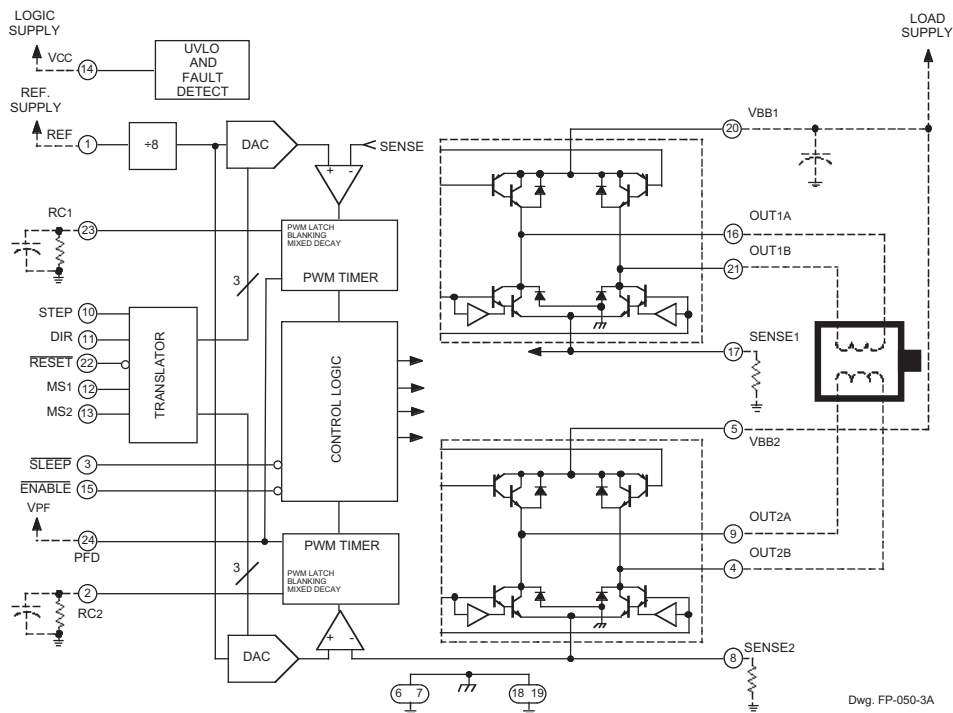 LOGIC
SUPPLY
VCC
14
UVLO
AND
FAULT
DETECT
REF.
SUPPLY
REF
1
÷8
DAC
+ -
SENSE
RC1
23
PWM LATCH
BLANKING
MIXED DECAY
PWM TIMER
3
STEP
10
DIR
11
RESET
22
MS1
12
MS2
13
TRANSLATOR
CONTROL LOGIC
SLEEP
3
ENABLE
15
VPF
24
PFD
PWM TIMER
PWM LATCH
BLANKING
MIXED DECAY
3
2
RC2
DAC
+ -
6 7
18 19
LOAD
SUPPLY
VBB1
20
OUT1A
16
OUT1B
21
SENSE1
17
5
VBB2
OUT2A
9
OUT2B
4
SENSE2
8
Dwg. FP-050-3A